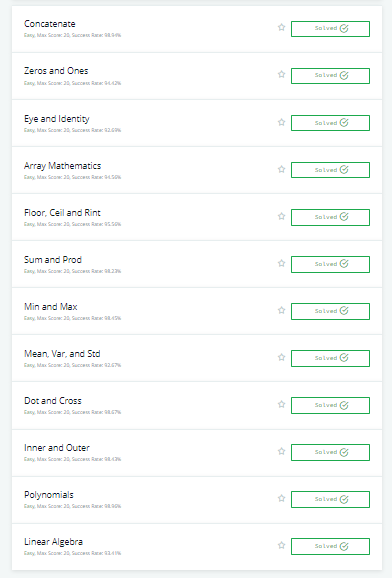 Concatenate
Easy, Max Score: 20, Success Rate: 98.94%
Solved
Zeros and Ones
Easy, Max Score: 20, Success Rate: 94.42%
Solved
Eye and Identity
Easy, Max Score: 20, Success Rate: 92.69%
Solved
Array Mathematics
Easy, Max Score: 20, Success Rate: 94.56%
Solved
Floor, Ceil and Rint
Easy, Max Score: 20, Success Rate: 95.58%
Solved
Sum and Prod
Easy, Max Score: 20, Success Rate: 98.23%
Solved
Min and Max
Easy, Max Score: 20, Success Rate: 98.45%
Solved
Mean, Var, and Std
Easy, Max Score: 20, Success Rate: 92.67%
Solved
Dot and Cross
Easy, Max Score: 20, Success Rate: 98.67%
Solved
Inner and Outer
Easy, Max Score: 20, Success Rate: 98.43%
Solved
Polynomials
Easy, Max Score: 20, Success Rate: 98.96%
Solved
Linear Algebra
Easy, Max Score: 20, Success Rate: 93.41%
Solved